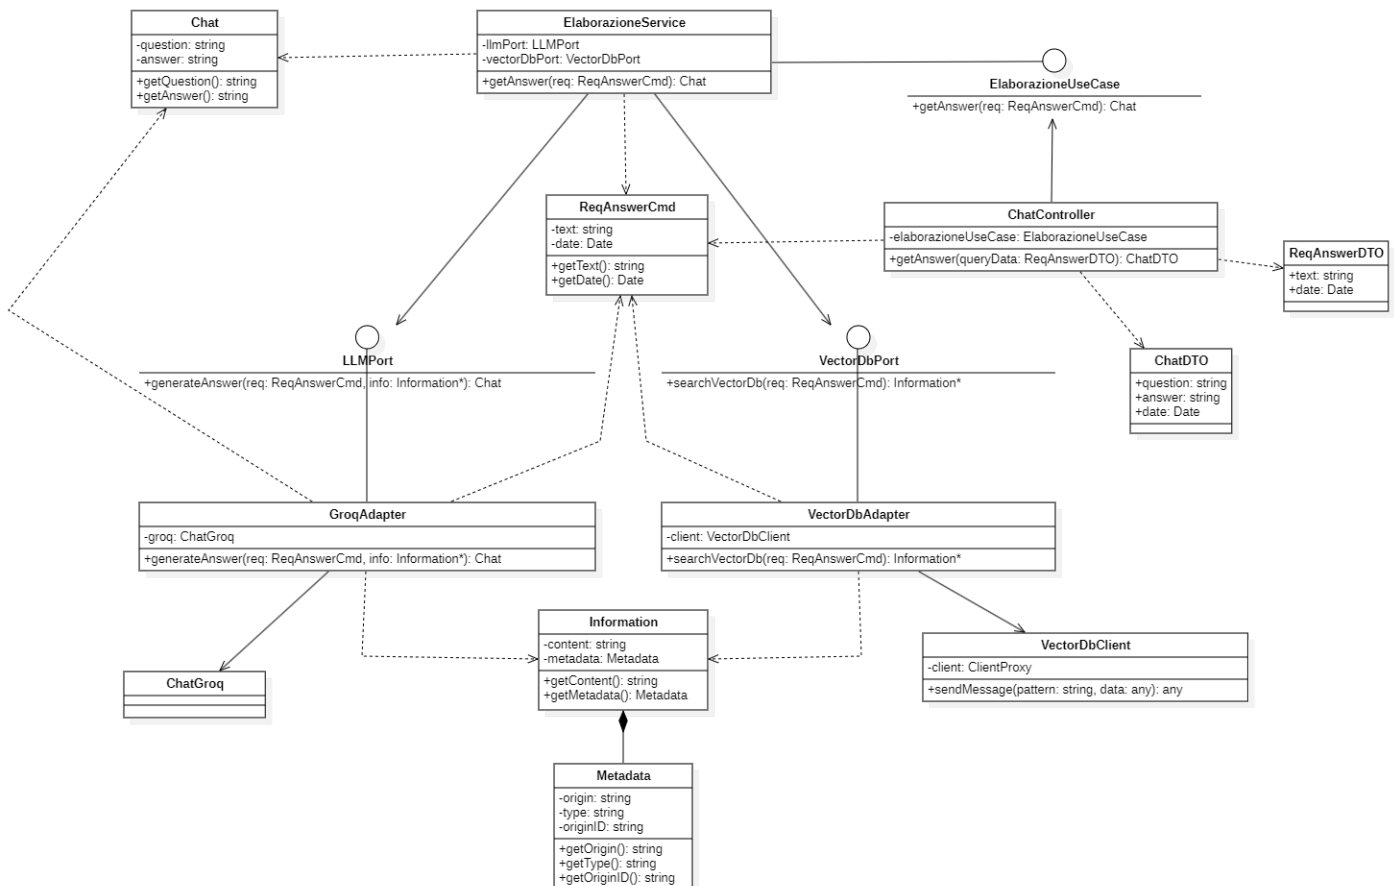 Chat
-question: string
-answer: string
+getQuestion(): string
+getAnswer(): string
ElaborazioneService
-llmPort: LLMPort
-vectorDbPort: VectorDbPort
+getAnswer(req: ReqAnswerCmd): Chat
ElaborazioneUseCase
+getAnswer(req: ReqAnswerCmd): Chat
ReqAnswerCmd
-text: string
-date: Date
+getText(): string
+getDate(): Date
ChatController
-elaborazioneUseCase: ElaborazioneUseCase
+getAnswer(queryData: ReqAnswerDTO): ChatDTO
ReqAnswerDTO
+text: string
+date: Date
ChatDTO
+question: string
+answer: string
+date: Date
LLMPort
+generateAnswer(req: ReqAnswerCmd, info: Information*): Chat
VectorDbPort
+searchVectorDb(req: ReqAnswerCmd): Information*
GroqAdapter
-groq: ChatGroq
+generateAnswer(req: ReqAnswerCmd, info: Information*): Chat
VectorDbAdapter
-client: VectorDbClient
+searchVectorDb(req: ReqAnswerCmd): Information*
Information
-content: string
-metadata: Metadata
+getContent(): string
+getMetadata(): Metadata
VectorDbClient
-client: ClientProxy
+sendMessage(pattern: string, data: any): any
ChatGroq
Metadata
-origin: string
-type: string
-originID: string
+getOrigin(): string
+getType(): string
+getOriginID(): string